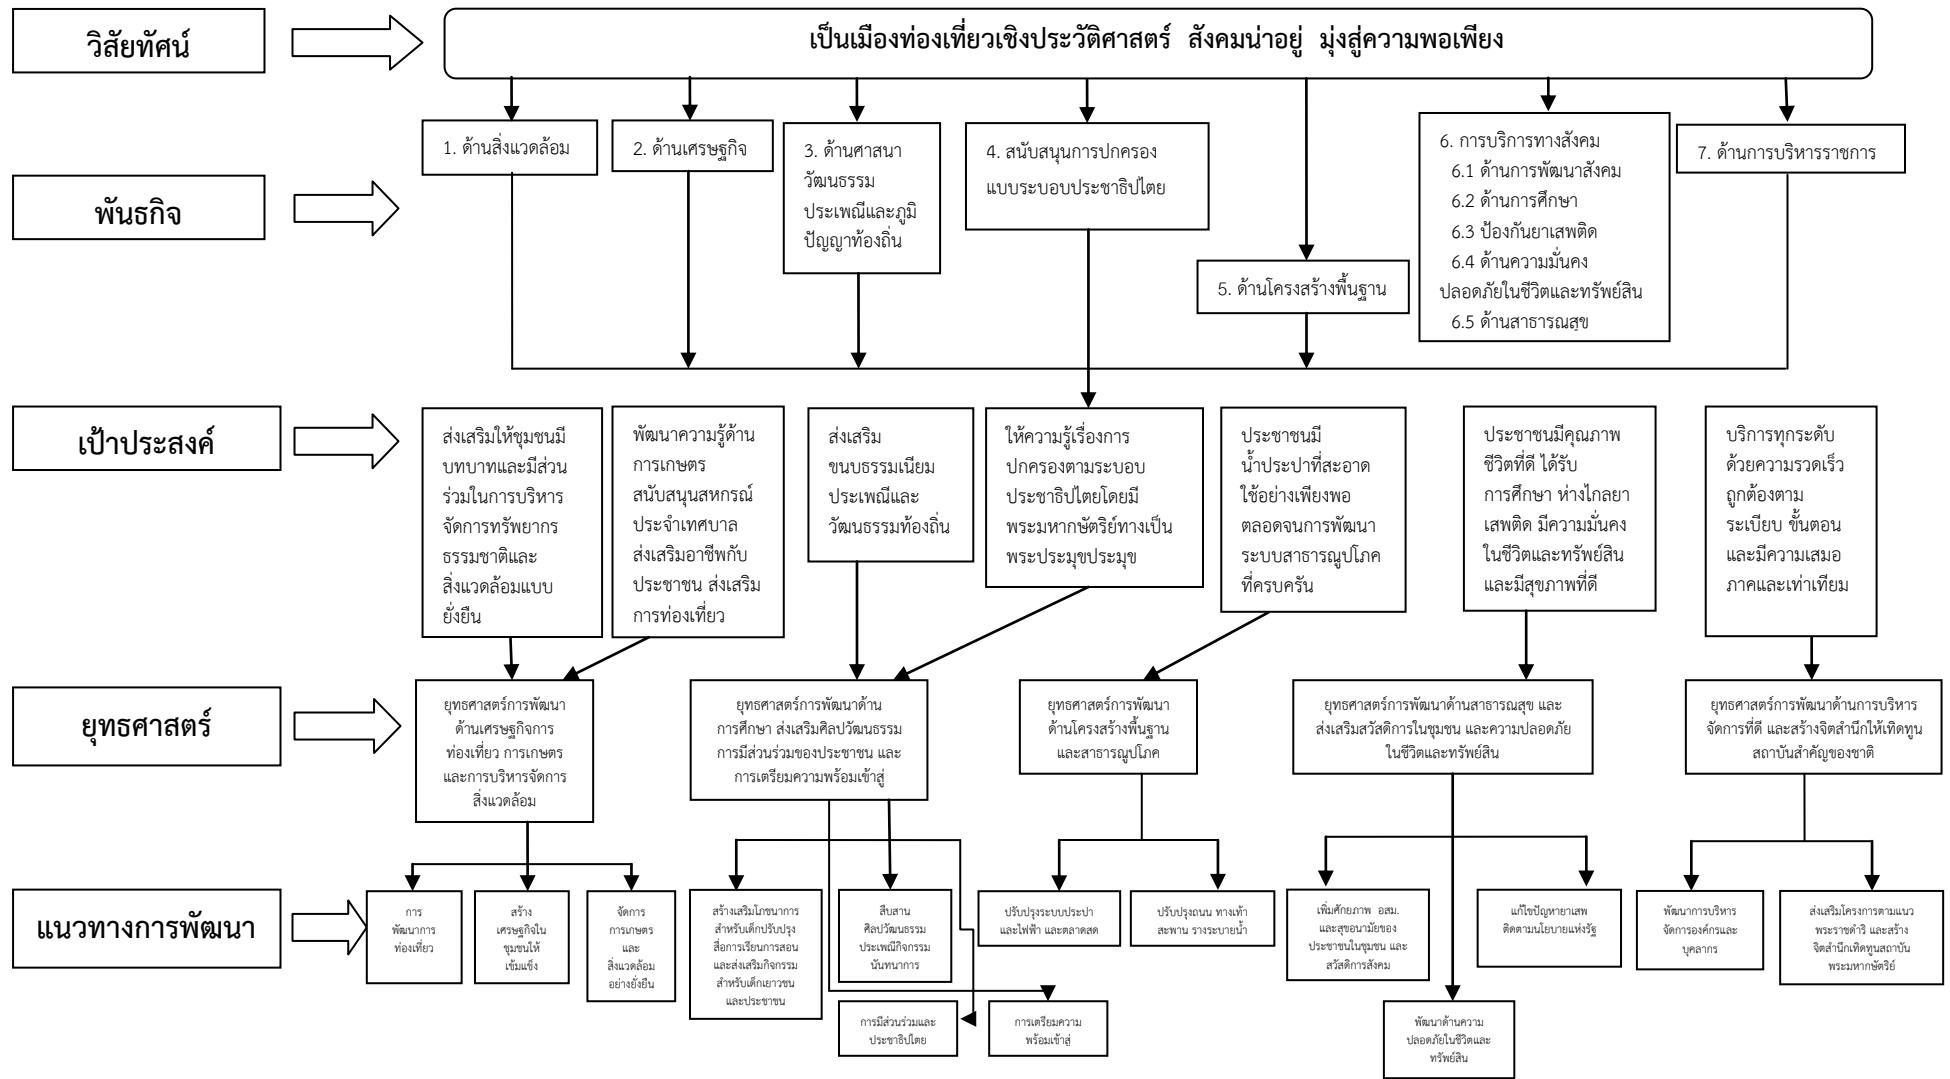 วิสัยทัศน์
เป็นเมืองท่องเที่ยวเชิงประวัติศาสตร์ สังคมน่าอยู่ มุ่งสู่ความพอเพียง
พันธกิจ
1. ด้านสิ่งแวดล้อม
2. ด้านเศรษฐกิจ
3. ด้านศาสนา
วัฒนธรรม
ประเพณีและภูมิ
ปัญญาท้องถิ่น
4. สนับสนุนการปกครอง
แบบระบอบประชาธิปไตย
5. ด้านโครงสร้างพื้นฐาน
6. การบริการทางสังคม
6.1 ด้านการพัฒนาสังคม
6.2 ด้านการศึกษา
6.3 ป้องกันยาเสพติด
6.4 ด้านความมั่นคง
ปลอดภัยในชีวิตและทรัพย์สิน
6.5 ด้านสาธารณสุข
7. ด้านการบริหารราชการ
เป้าประสงค์
ส่งเสริมให้ชุมชนมี
บทบาทและมีส่วน
ร่วมในการบริหาร
จัดการทรัพยากร
ธรรมชาติและ
สิ่งแวดล้อมแบบ
ยั่งยืน
พัฒนาความรู้ด้าน
การเกษตร
สนับสนุนสหกรณ์
ประจำเทศบาล
ส่งเสริมอาชีพกับ
ประชาชน ส่งเสริม
การท่องเที่ยว
ส่งเสริม
ขนบธรรมเนียม
ประเพณีและ
วัฒนธรรมท้องถิ่น
ให้ความรู้เรื่องการ
ปกครองตามระบอบ
ประชาธิปไตยโดยมี
พระมหากษัตริย์ทางเป็น
พระประมุขประมุข
ประชาชนมี
น้ำประปาที่สะอาด
ใช้อย่างเพียงพอ
ตลอดจนการพัฒนา
ระบบสาธารณูปโภค
ที่ครบครัน
ประชาชนมีคุณภาพ
ชีวิตที่ดี ได้รับ
การศึกษา ห่างไกลยา
เสพติด มีความมั่นคง
ในชีวิตและทรัพย์สิน
และมีสุขภาพที่ดี
บริการทุกระดับ
ด้วยความรวดเร็ว
ถูกต้องตาม
ระเบียบ ขั้นตอน
และมีความเสมอ
ภาคและเท่าเทียม
ยุทธศาสตร์
ยุทธศาสตร์การพัฒนา
ด้านเศรษฐกิจการ
ท่องเที่ยว การเกษตร
และการบริหารจัดการ
สิ่งแวดล้อม
ยุทธศาสตร์การพัฒนาด้าน
การศึกษา ส่งเสริมศิลปวัฒนธรรม
การมีส่วนร่วมของประชาชน และ
การเตรียมความพร้อมเข้าสู่
ยุทธศาสตร์การพัฒนา
ด้านโครงสร้างพื้นฐาน
และสาธารณูปโภค
ยุทธศาสตร์การพัฒนาด้านสาธารณสุข และ
ส่งเสริมสวัสดิการในชุมชน และความปลอดภัย
ในชีวิตและทรัพย์สิน
ยุทธศาสตร์การพัฒนาด้านการบริหาร
จัดการที่ดี และสร้างจิตสำนึกให้เทิดทูน
สถาบันสำคัญของชาติ
แนวทางการพัฒนา
การ
พัฒนาการ
ท่องเที่ยว
สร้าง
เศรษฐกิจใน
ชุมชนให้
เข้มแข็ง
จัดการ
การเกษตร
และ
สิ่งแวดล้อม
อย่างยั่งยืน
สร้างเสริมโภชนาการ
สำหรับเด็กปรับปรุง
สื่อการเรียนการสอน
และส่งเสริมกิจกรรม
สำหรับเด็กเยาวชน
และประชาชน
สืบสาน
ศิลปวัฒนธรรม
ประเพณีกิจกรรม
นันทนาการ
ปรับปรุงระบบประปา
และไฟฟ้า และตลาดสด
ปรับปรุงถนน ทางเท้า
สะพาน รางระบายน้ำ
เพิ่มศักยภาพ อสม.
และสุขอนามัยของ
ประชาชนในชุมชน และ
สวัสดิการสังคม
แก้ไขปัญหายาเสพ
ติดตามนโยบายแห่งรัฐ
พัฒนาการบริหาร
จัดการองค์กรและ
บุคลากร
ส่งเสริมโครงการตามแนว
พระราชดำริ และสร้าง
จิตสำนึกเทิดทูนสถาบัน
พระมหากษัตริย์
การมีส่วนร่วมและ
ประชาธิปไตย
การเตรียมความ
พร้อมเข้าสู่
พัฒนาด้านความ
ปลอดภัยในชีวิตและ
ทรัพย์สิน